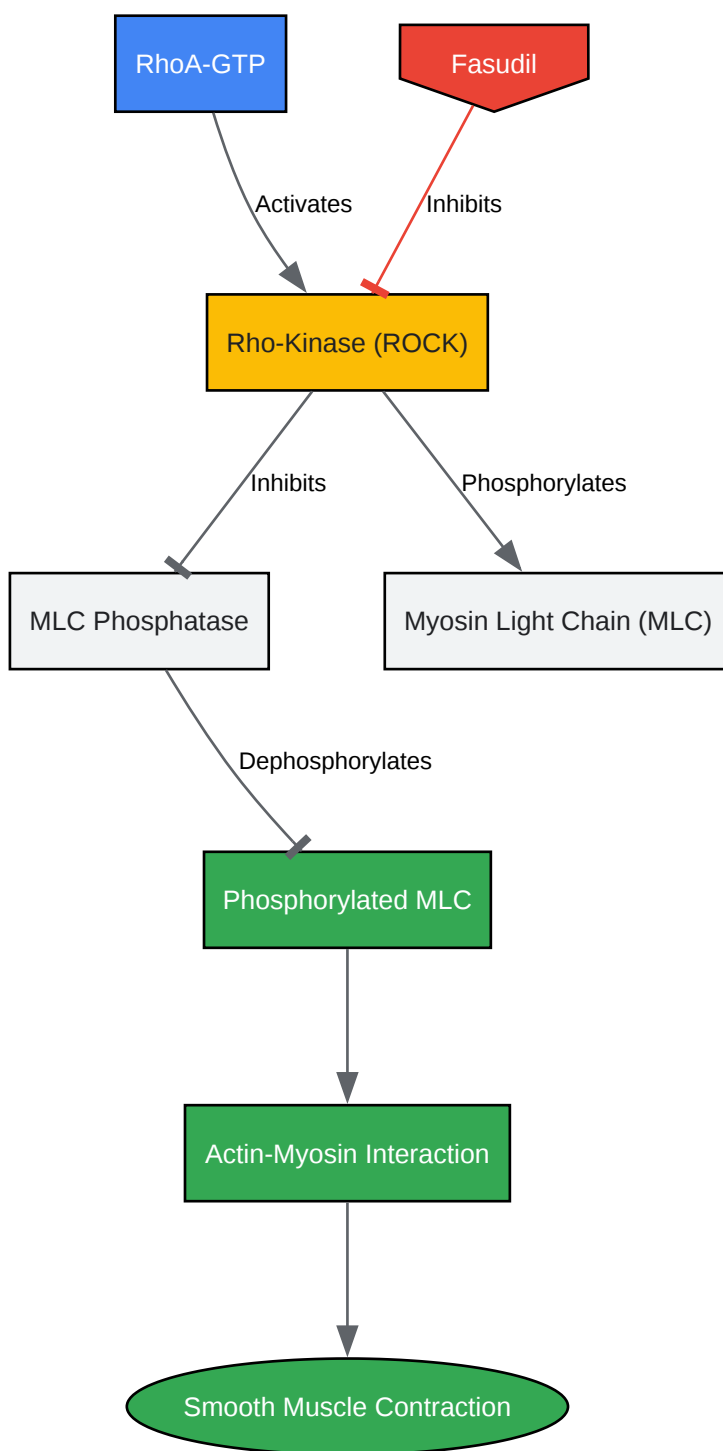 RhoA-GTP
Fasudil
Activates
Inhibits
Rho-Kinase (ROCK)
Inhibits
Phosphorylates
MLC Phosphatase
Myosin Light Chain (MLC)
Dephosphorylates
Phosphorylated MLC
Actin-Myosin Interaction
Smooth Muscle Contraction